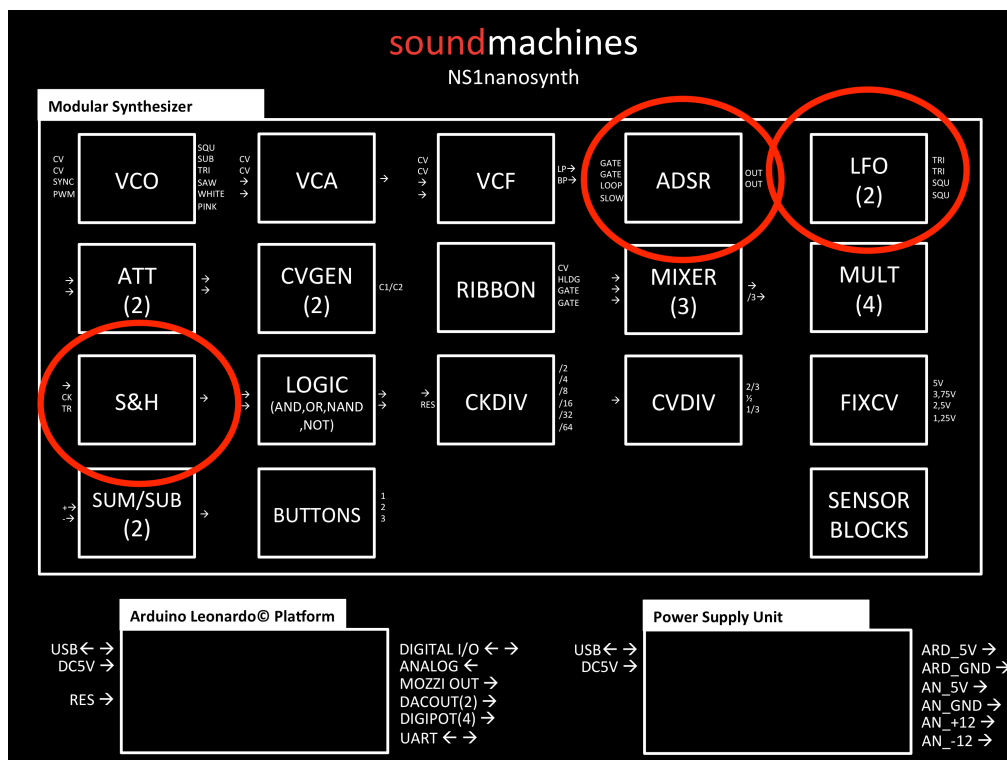 soundmachines
NS1nanosynth
Modular Synthesizer
CV
CV
SYNC
PWM
VCO
SQU
SUB
TRI
SAW
WHITE
PINK
CV
CV
→
→
VCA
→
CV
CV
→
→
VCF
LP→
BP→
GATE
GATE
LOOP
SLOW
ADSR
OUT
OUT
LFO
(2)
TRI
TRI
SQU
SQU
→
→
ATT
(2)
→
→
CVGEN
(2)
C1/C2
RIBBON
CV
HLDG
GATE
GATE
→
→
→
MIXER
(3)
→
/3→
MULT
(4)
→
CK
TR
S&H
→
→
→
LOGIC
(AND,OR,NAND
,NOT)
→
→
→
RES
CKDIV
/2
/4
/8
/16
/32
/64
→
CVDIV
2/3
½
1/3
FIXCV
5V
3,75V
2,5V
1,25V
+→
-→
SUM/SUB
(2)
→
BUTTONS
1
2
3
SENSOR
BLOCKS
Arduino Leonardo© Platform
USB← →
DC5V →
RES →
DIGITAL I/O ← →
ANALOG ←
MOZZI OUT →
DACOUT(2) →
DIGIPOT(4) →
UART ← →
Power Supply Unit
USB← →
DC5V →
ARD_5V →
ARD_GND →
AN_5V →
AN_GND →
AN_+12 →
AN_-12 →